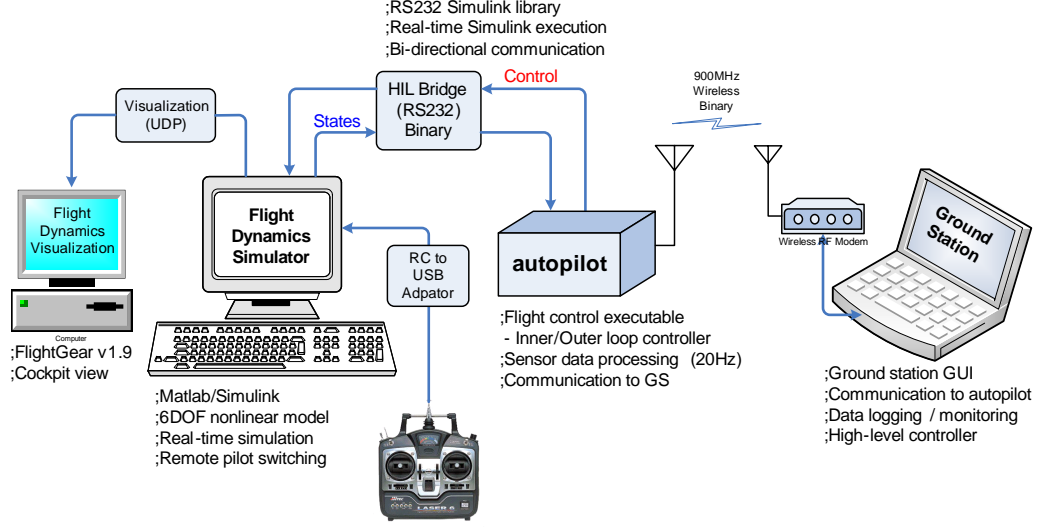 ;RS232 Simulink library
;Real-time Simulink execution
;Bi-directional communication
Visualization
(UDP)
States
HIL Bridge
(RS232)
Binary
Control
900MHz
Wireless
Binary
Flight
Dynamics
Visualization
Computer
;FlightGear v1.9
;Cockpit view
Flight
Dynamics
Simulator
;Matlab/Simulink
;6DOF nonlinear model
;Real-time simulation
;Remote pilot switching
RC to
USB
Adpator
LASER 6
autopilot
;Flight control executable
- Inner/Outer loop controller
;Sensor data processing (20Hz)
;Communication to GS
Wireless RF Modem
Ground
Station
;Ground station GUI
;Communication to autopilot
;Data logging / monitoring
;High-level controller